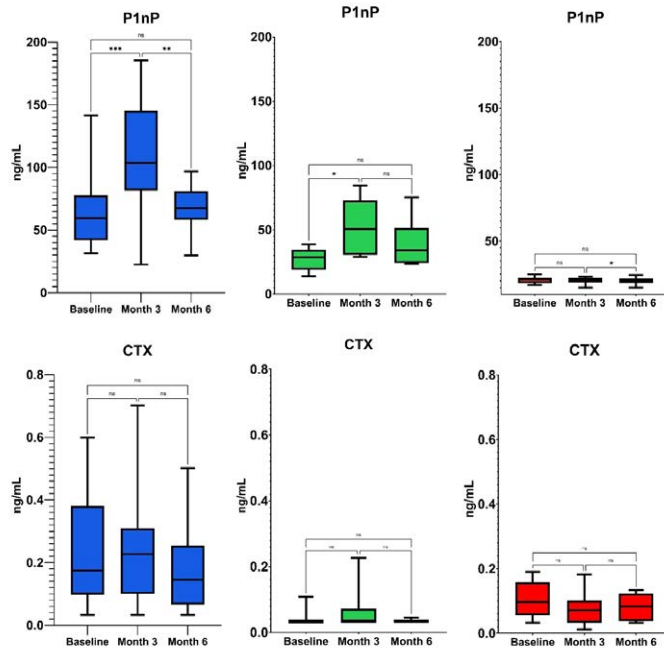 P1nP
200
150
100
50
0
ng/mL
ns
***
**
Baseline
Month 3
Month 6
P1nP
200
150
100
50
0
ng/mL
ns
*
ns
Baseline
Month 3
Month 6
P1nP
200
150
100
50
ng/mL
ns
ns
*
Baseline
Month 3
Month 6
CTX
0.8
0.6
0.4
0.2
0.0
ng/mL
ns
ns
ns
Baseline
Month 3
Month 6
CTX
0.8
0.6
0.4
0.2
0.0
ng/mL
ns
Baseline
Month 3
Month 6
CTX
0.8
0.6
0.4
0.2
0.0
ng/mL
Baseline
Month 3
Month 6